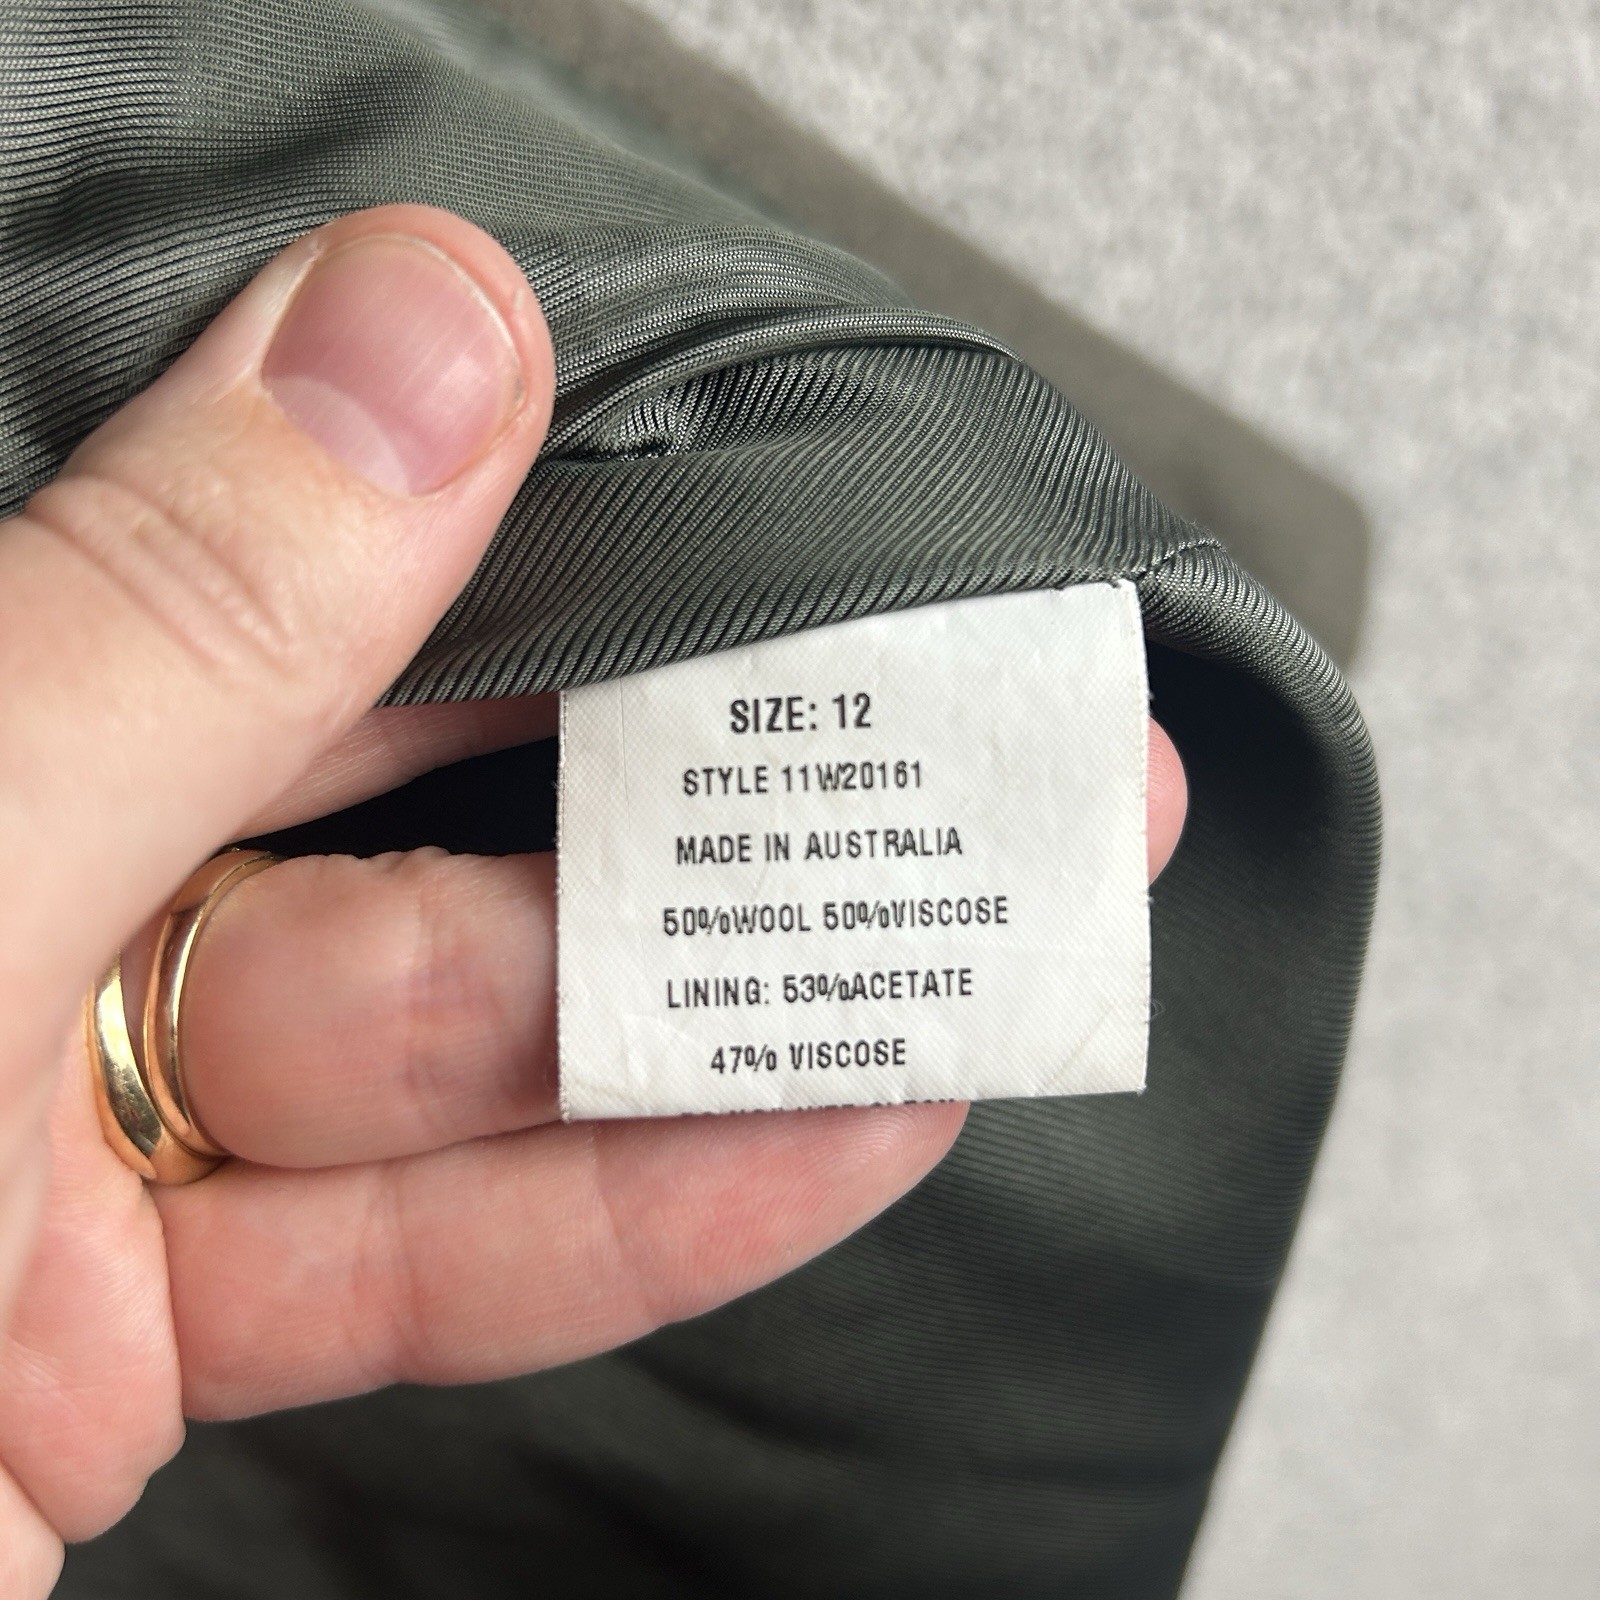 SIZE: 12
STYLE 11W20161
MADE IN AUSTRALIA
50%WOOL 50%VISCOSE
LINING: 53%ACETATE
47% VISCOSE